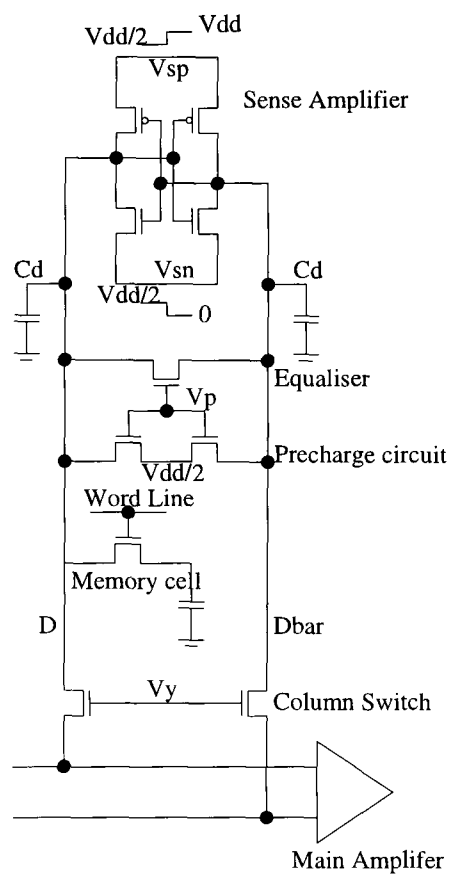 Vdd/2 Vdd
Vsp
Sense Amplifier
Cd Vsn Cd
Vdd/2 0
Equaliser
Vp
Precharge circuit
Vdd/2
Word Line
Memory cell
D Dbar
Vy Column Switch
Main Amplifer